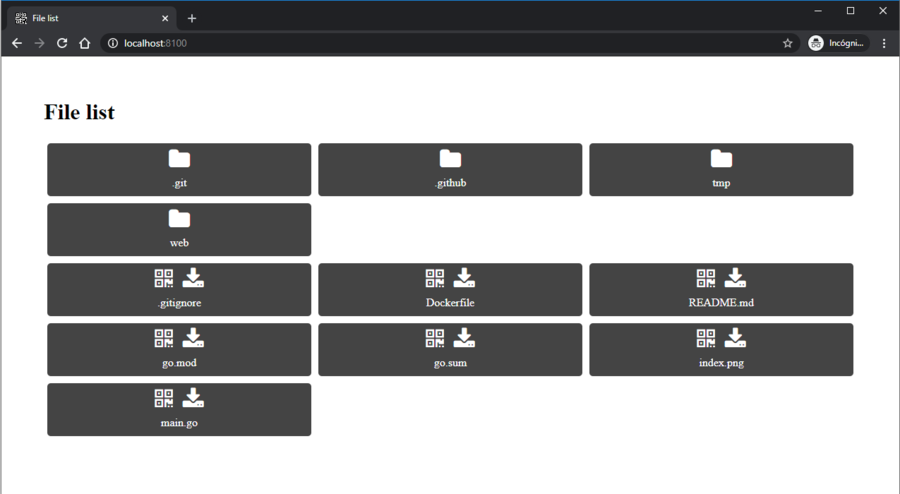 File list
localhost:8100
Incógni...
File list
.git
.github
tmp
web
.gitignore
Dockerfile
README.md
go.mod
go.sum
index.png
main.go